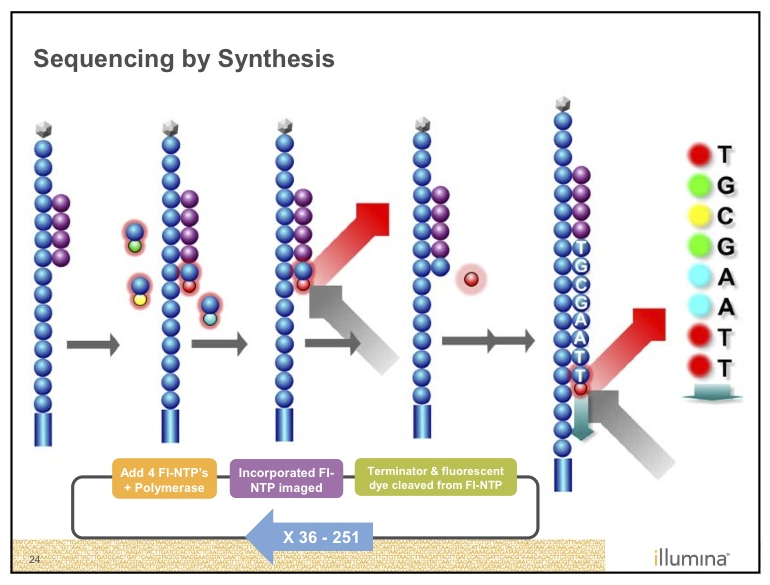 Sequencing by Synthesis
T
G
C
G
A
A
T
T
T
G
C
G
A
A
T
T
Add 4 Fl-NTP's
+ Polymerase
Incorporated Fl-
NTP imaged
Terminator & fluorescent
dye cleaved from Fl-NTP
X 36 - 251
24
illumina